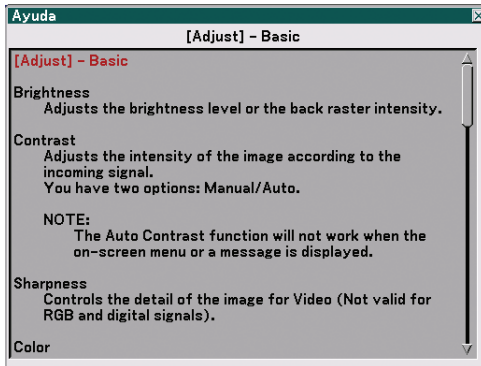 Ayuda
[Adjust] - Basic
[Adjust] - Basic
Brightness
Adjusts the brightness level or the back raster intensity.
Contrast
Adjusts the intensity of the image according to the
incoming signal.
You have two options: Manual/Auto.
NOTE:
The Auto Contrast function will not work when the
on-screen menu or a message is displayed.
Sharpness
Controls the detail of the image for Video (Not valid for
RGB and digital signals).
Color